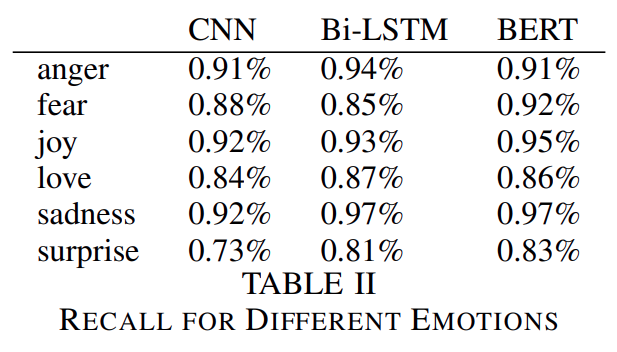 CNN Bi-LSTM BERT
anger 0.91% 0.94% 0.91%
fear 0.88% 0.85% 0.92%
joy 0.92% 0.93% 0.95%
love 0.84% 0.87% 0.86%
sadness 0.92% 0.97% 0.97%
surprise 0.73% 0.81% 0.83%
TABLE II
RECALL FOR DIFFERENT EMOTIONS